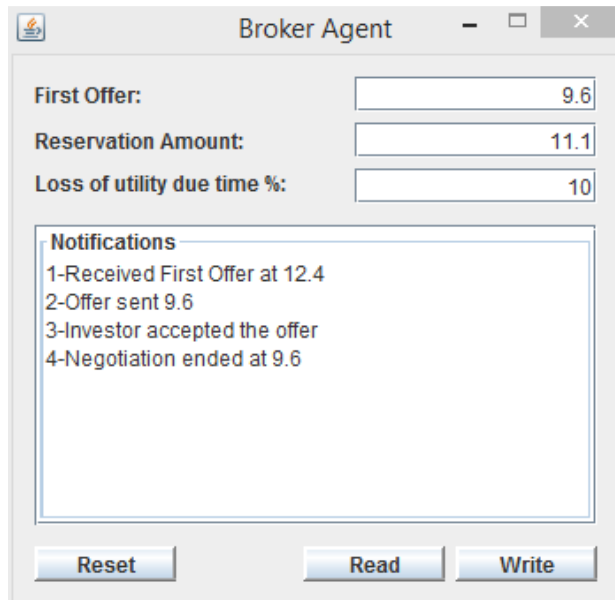 Broker Agent
First Offer: 9.6
Reservation Amount: 11.1
Loss of utility due time %: 10
Notifications
1-Received First Offer at 12.4
2-Offer sent 9.6
3-Investor accepted the offer
4-Negotiation ended at 9.6
Reset Read Write